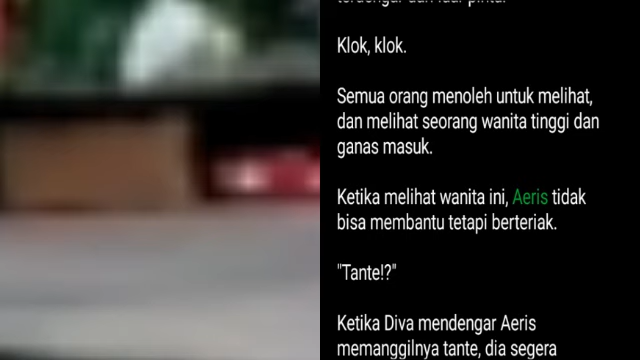 Klok, klok.
Semua orang menoleh untuk melihat,
dan melihat seorang wanita tinggi dan
ganas masuk.
Ketika melihat wanita ini, Aeris tidak
bisa membantu tetapi berteriak.
"Tante!?"
Ketika Diva mendengar Aeris
memanggilnya tante, dia segera